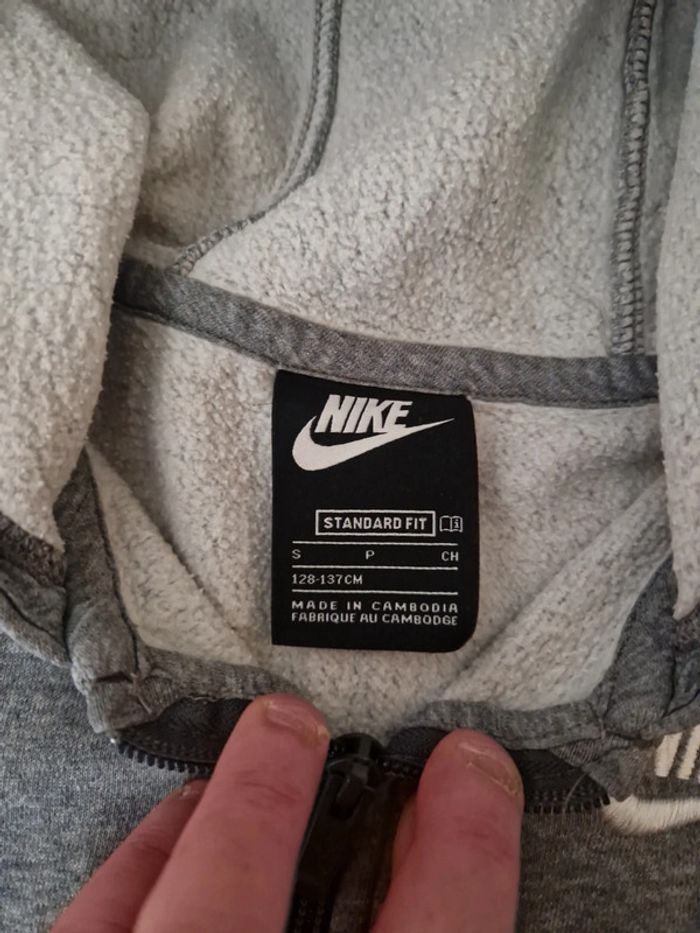 NIKE
STANDARD FIT
S P CH
128-137CM
MADE IN CAMBODIA
FABRIQUE AU CAMBODGE